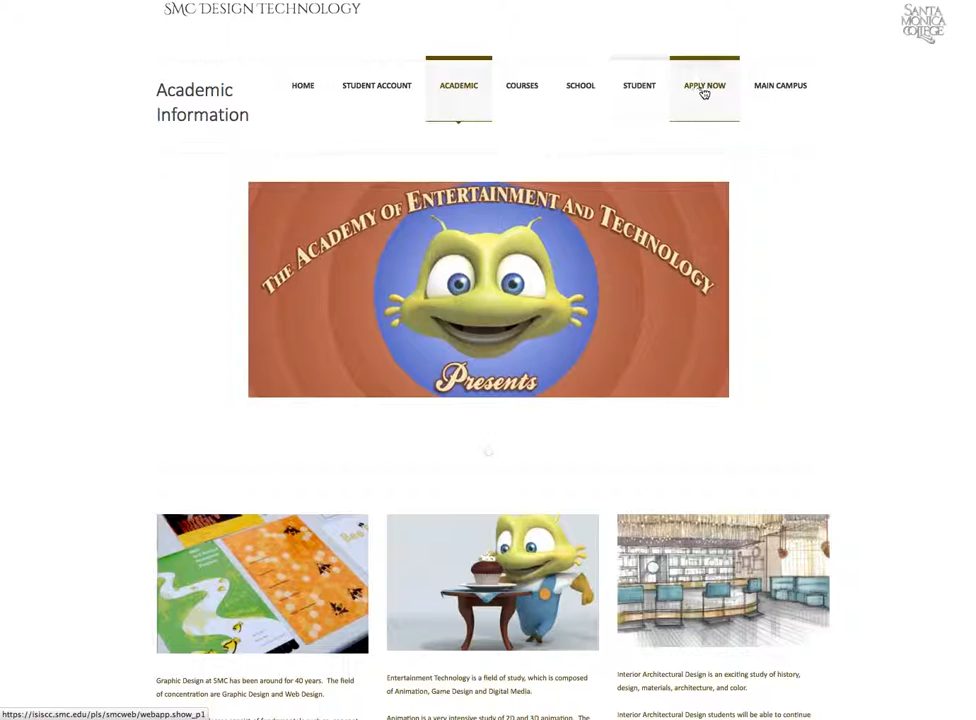 SMC DESIGN TECHNOLOGY
SANTA
MONICA
COLLEGE
Academic
Information
HOME
STUDENT ACCOUNT
ACADEMIC
COURSES
SCHOOL
STUDENT
APPLY NOW
MAIN CAMPUS
THE ACADEMY OF ENTERTAINMENT AND TECHNOLOGY
Presents
Graphic Design at SMC has been around for 40 years. The field
of concentration are Graphic Design and Web Design.
Entertainment Technology is a field of study, which is composed
of Animation, Game Design and Digital Media.
Animation is a very intensive study of 2D and 3D animation. The
Interior Architectural Design is an exciting study of history,
design, materials, architecture, and color.
Interior Architectural Design students will be able to continue
https://isiscc.smc.edu/pls/smcweb/webapp.show_p1